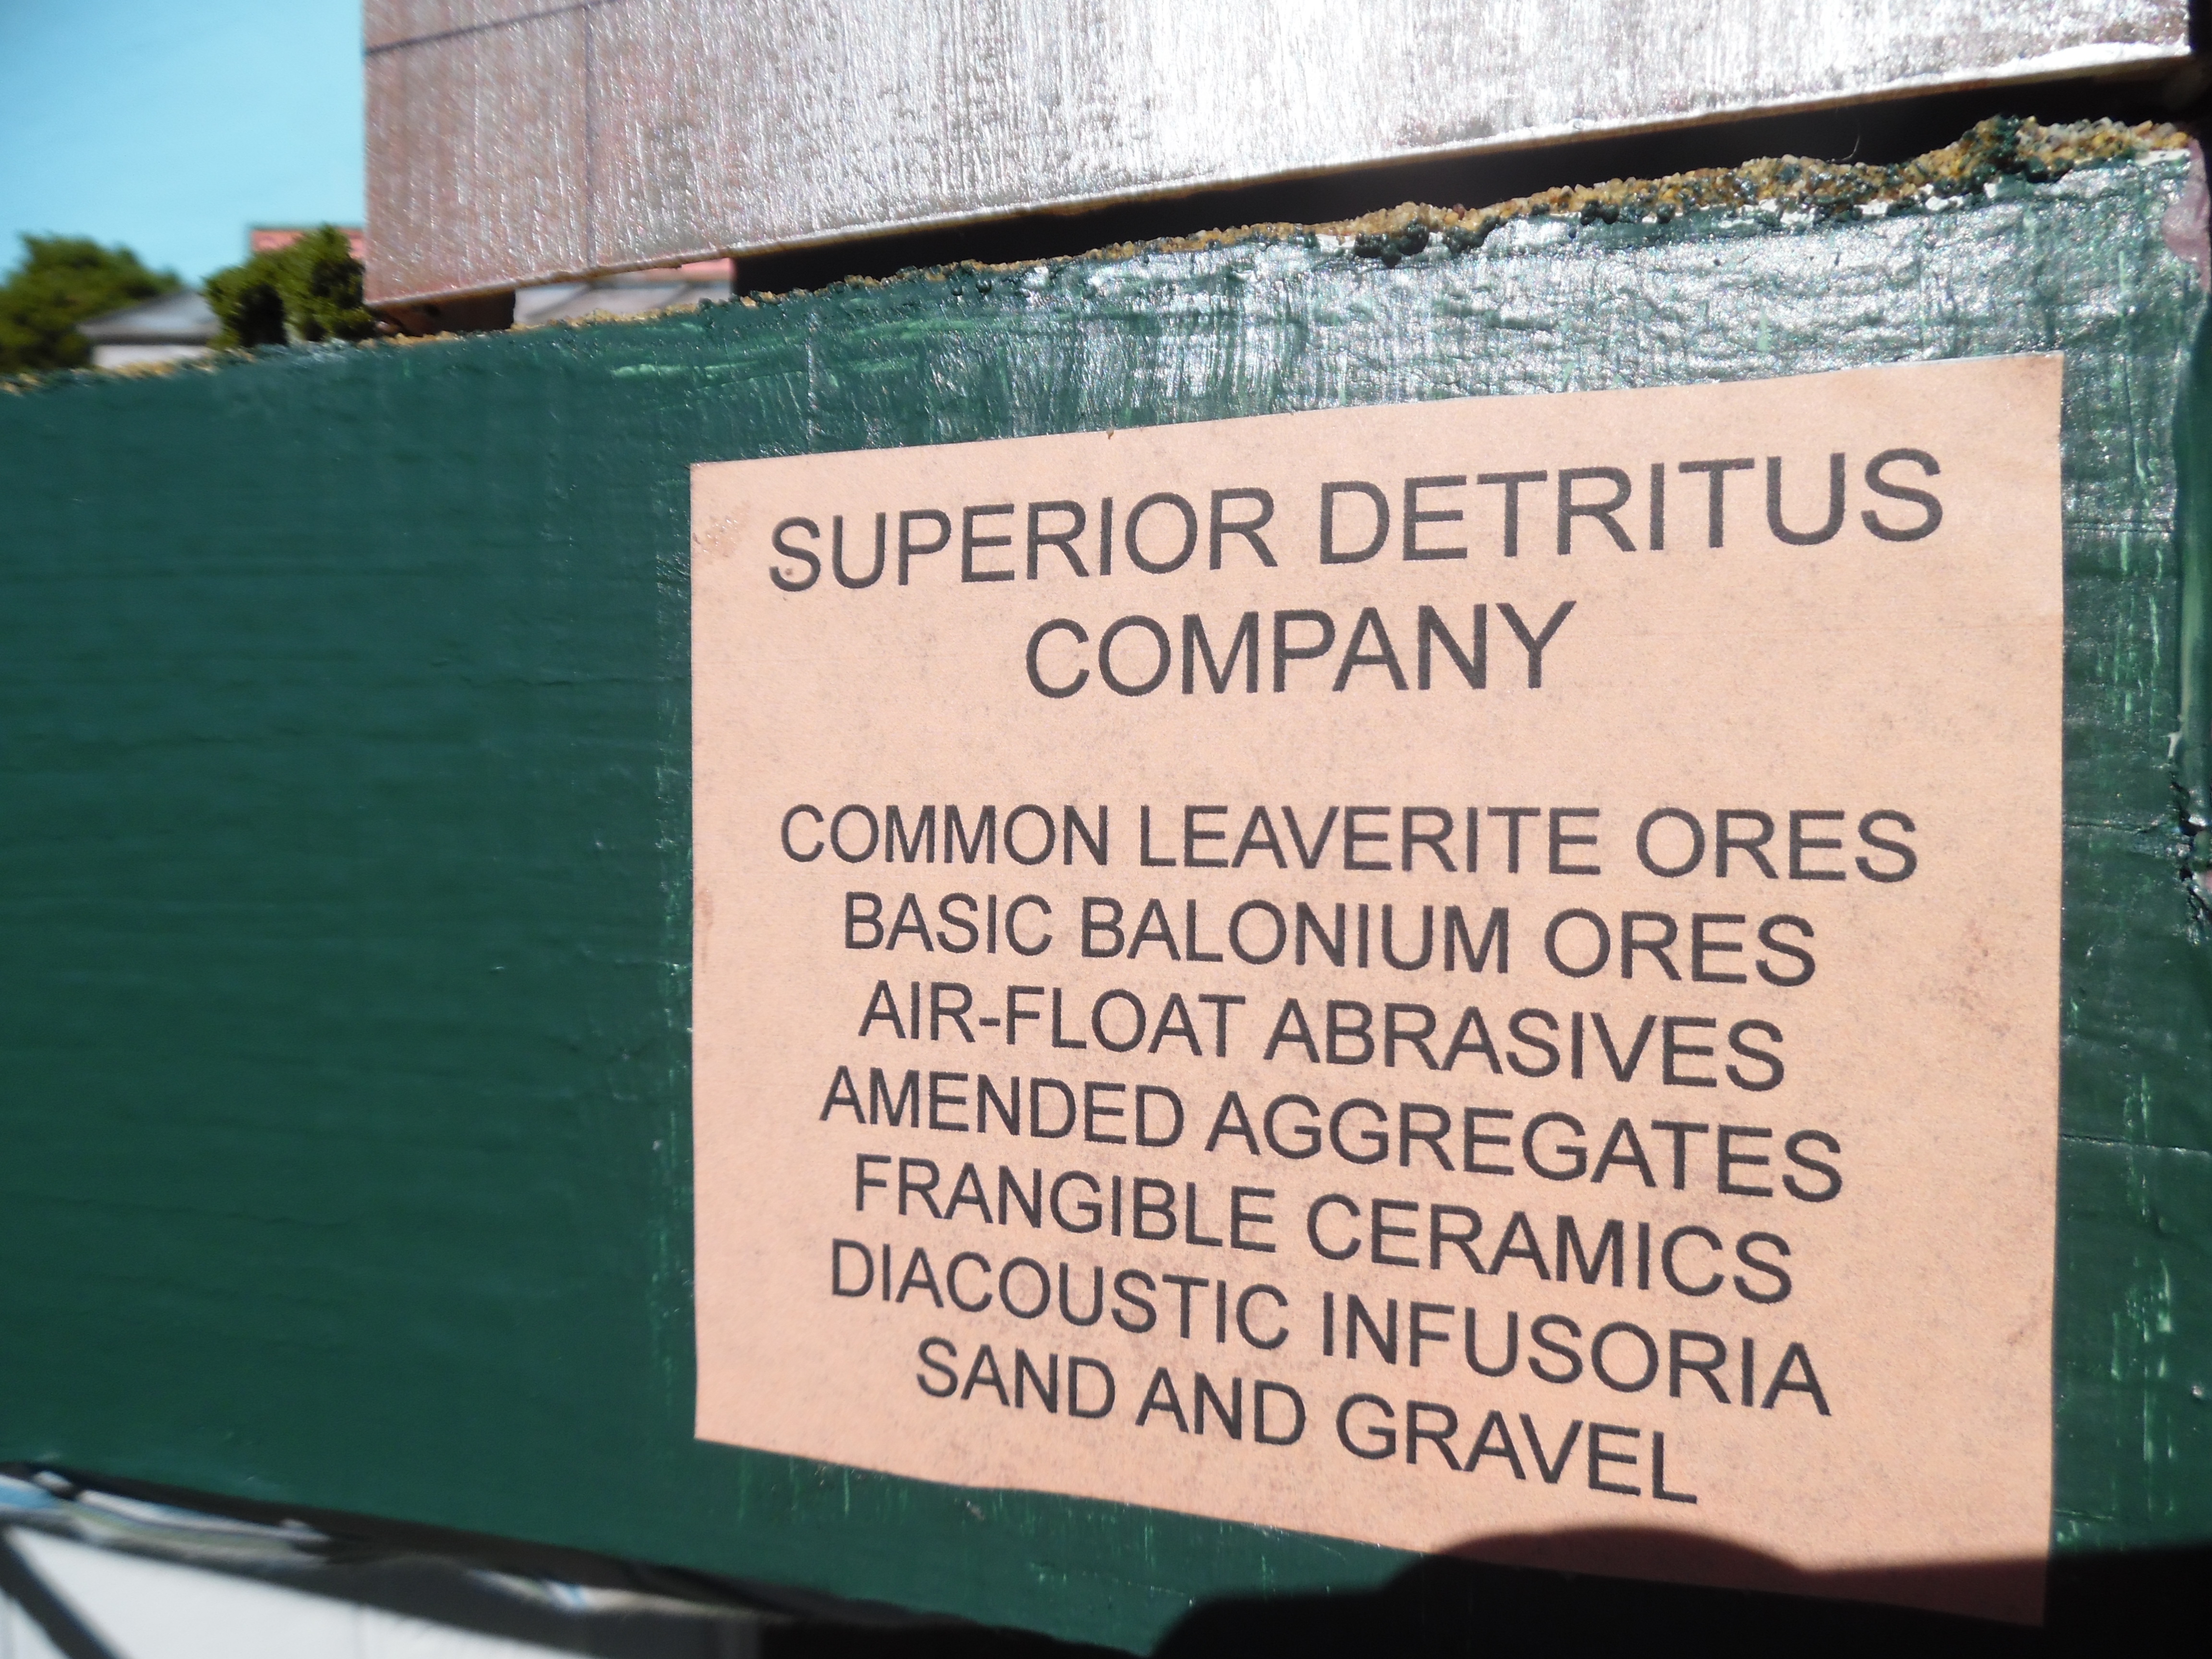 SUPERIOR DETRITUS
COMPANY
COMMON LEAVERITE ORES
BASIC BALONIUM ORES
AIR-FLOAT ABRASIVES
AMENDED AGGREGATES
FRANGIBLE CERAMICS
DIACOUSTIC INFUSORIA
SAND AND GRAVEL